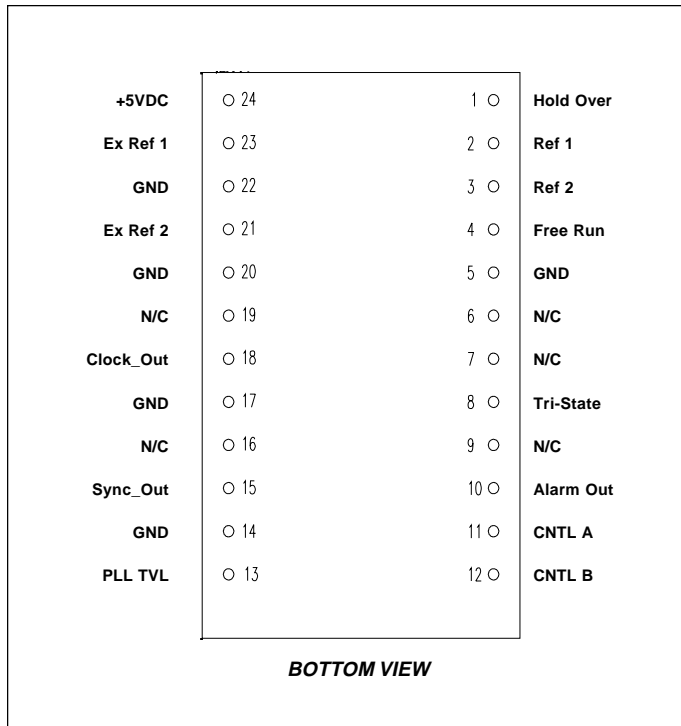 +5VDC 24 1 Hold Over
Ex Ref 1 23 2 Ref 1
GND 22 3 Ref 2
Ex Ref 2 21 4 Free Run
GND 20 5 GND
N/C 19 6 N/C
Clock_Out 18 7 N/C
GND 17 8 Tri-State
N/C 16 9 N/C
Sync_Out 15 10 Alarm Out
GND 14 11 CNTL A
PLL TVL 13 12 CNTL B
BOTTOM VIEW